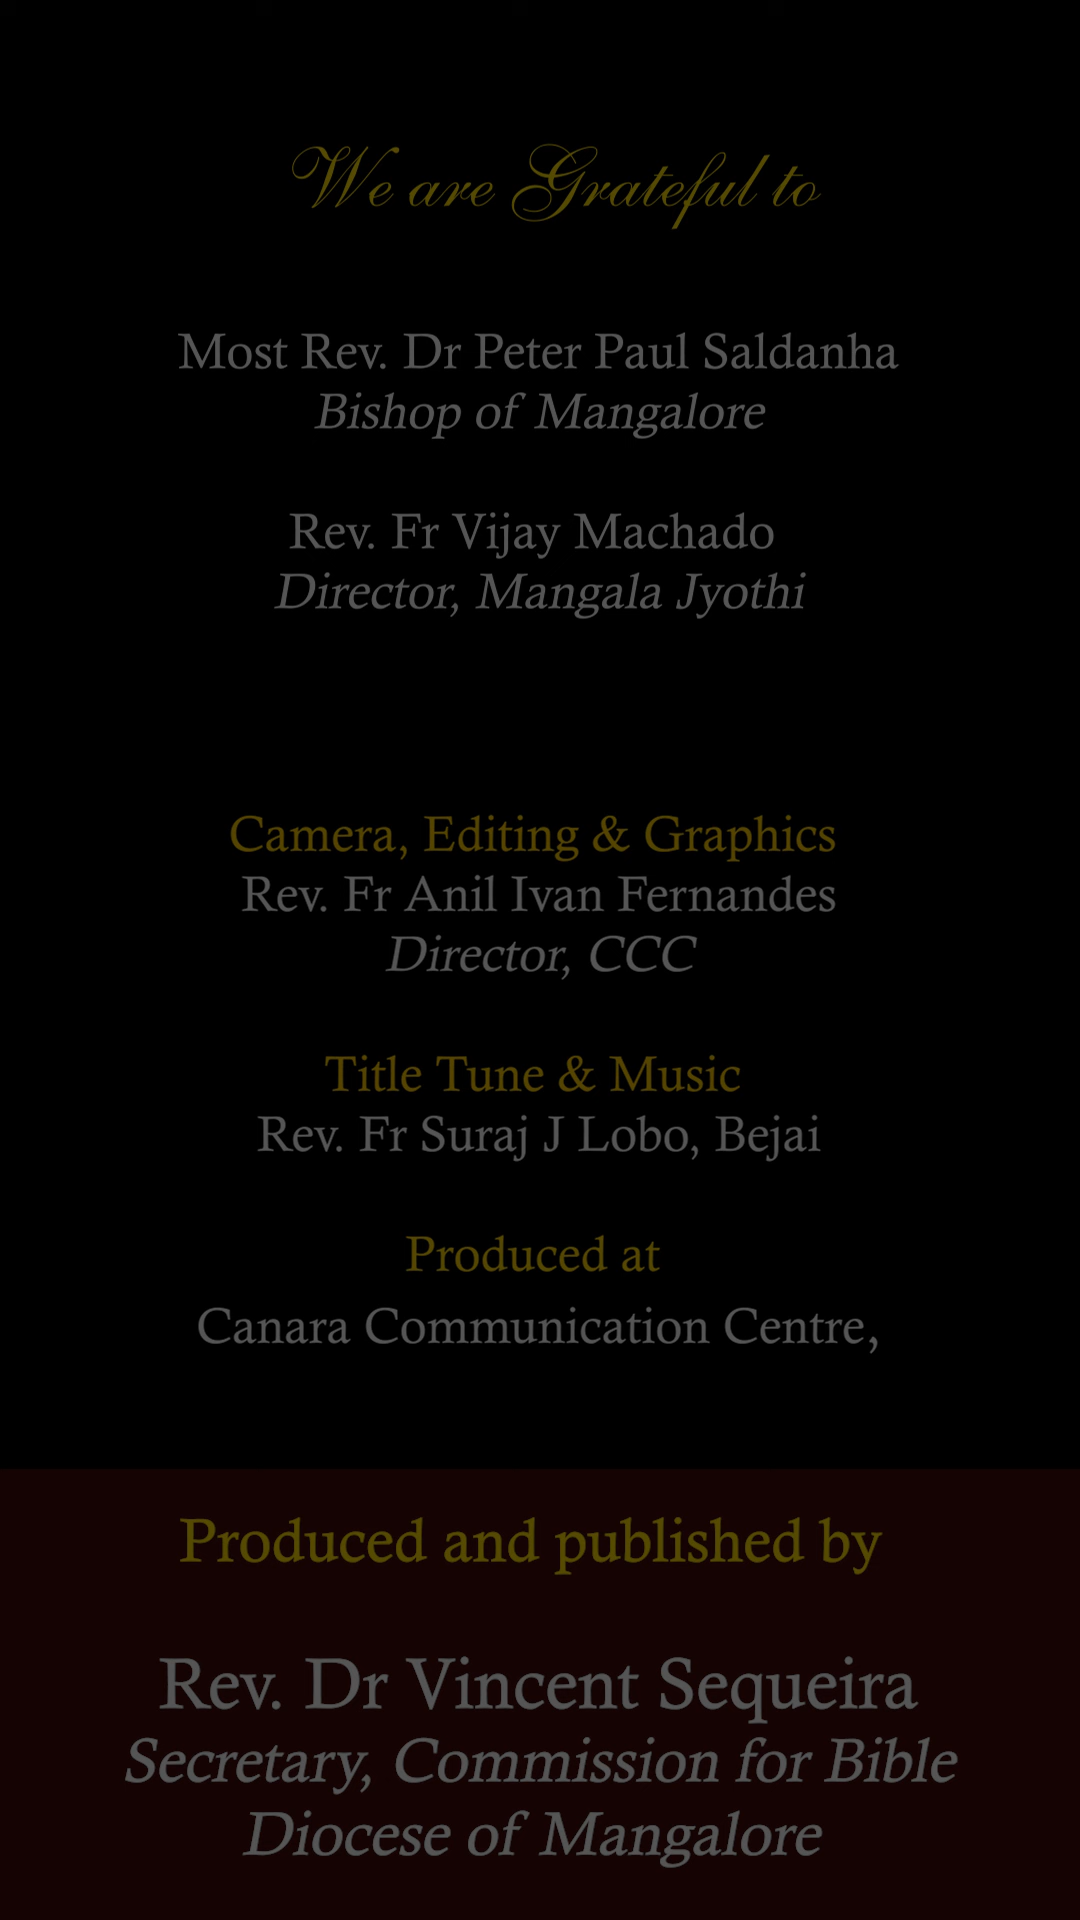 We are Grateful to
Most Rev. Dr Peter Paul Saldanha
Bishop of Mangalore
Rev. Fr Vijay Machado
Director, Mangala Jyothi
Camera, Editing & Graphics
Rev. Fr Anil Ivan Fernandes
Director, CCC
Title Tune & Music
Rev. Fr Suraj J Lobo, Bejai
Produced at
Canara Communication Centre,
Produced and published by
Rev. Dr Vincent Sequeira
Secretary, Commission for Bible
Diocese of Mangalore